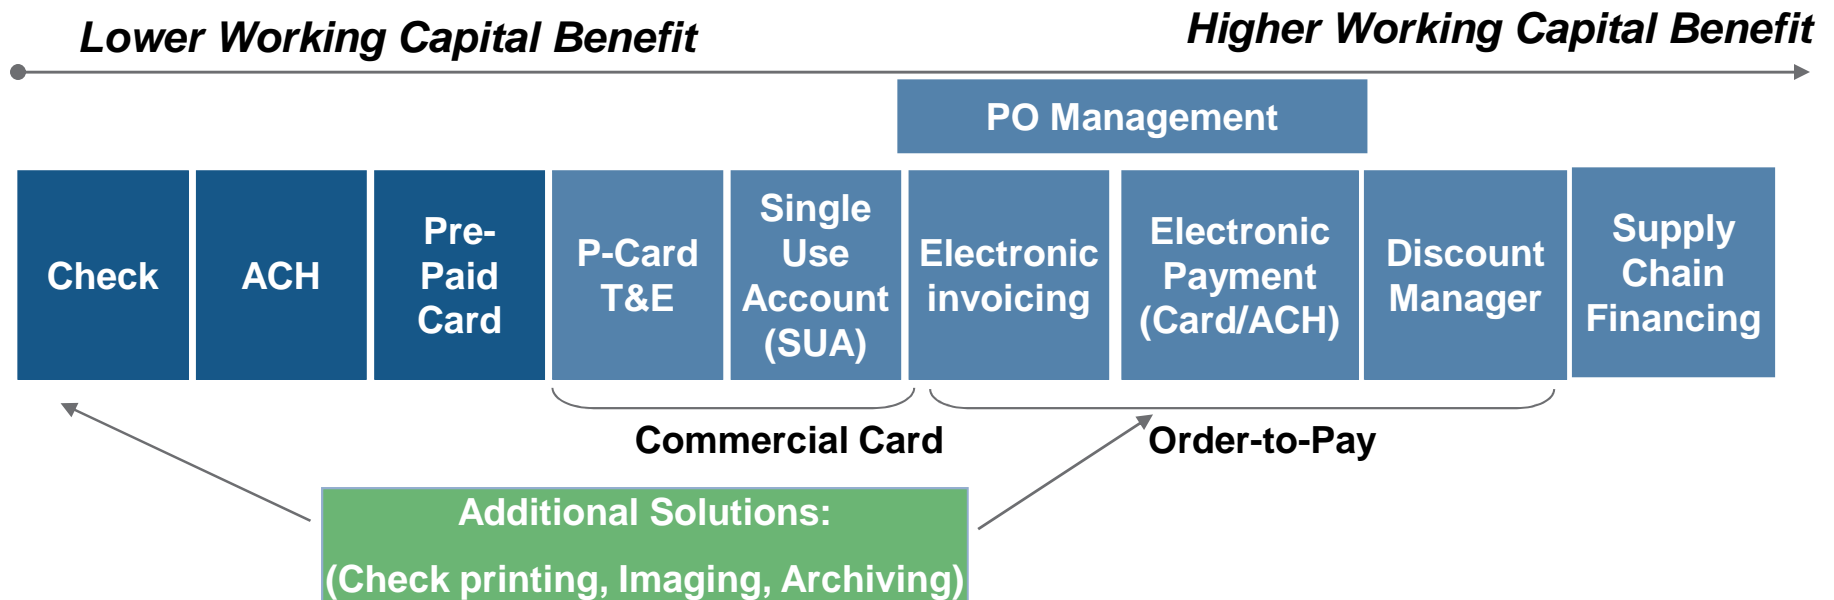 Lower Working Capital Benefit
Higher Working Capital Benefit
PO Management
Check
ACH
Pre-
Paid
Card
P-Card
T&E
Single
Use
Account
(SUA)
Electronic
invoicing
Electronic
Payment
(Card/ACH)
Discount
Manager
Supply
Chain
Financing
Commercial Card
Order-to-Pay
Additional Solutions:
(Check printing, Imaging, Archiving)